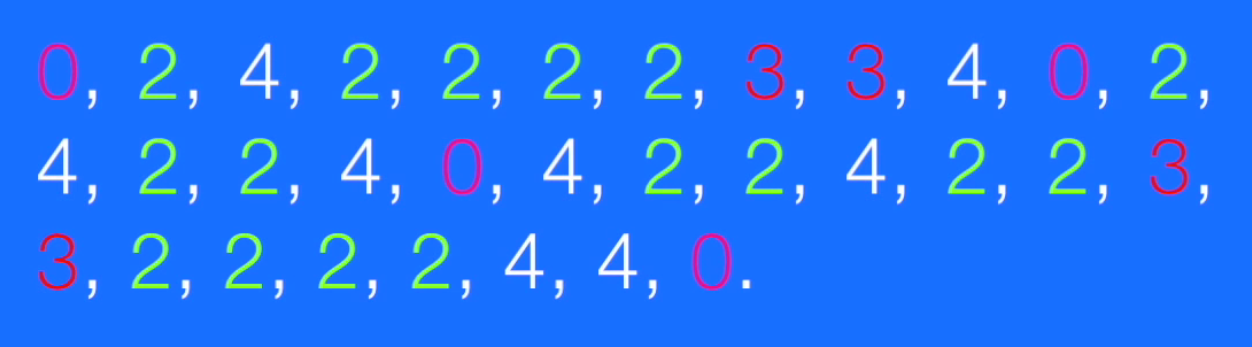 0, 2, 4, 2, 2, 2, 2, 3, 3, 4, 0, 2,
4, 2, 2, 4, 0, 4, 2, 2, 4, 2, 2, 3,
3, 2, 2, 2, 2, 4, 4, 0.